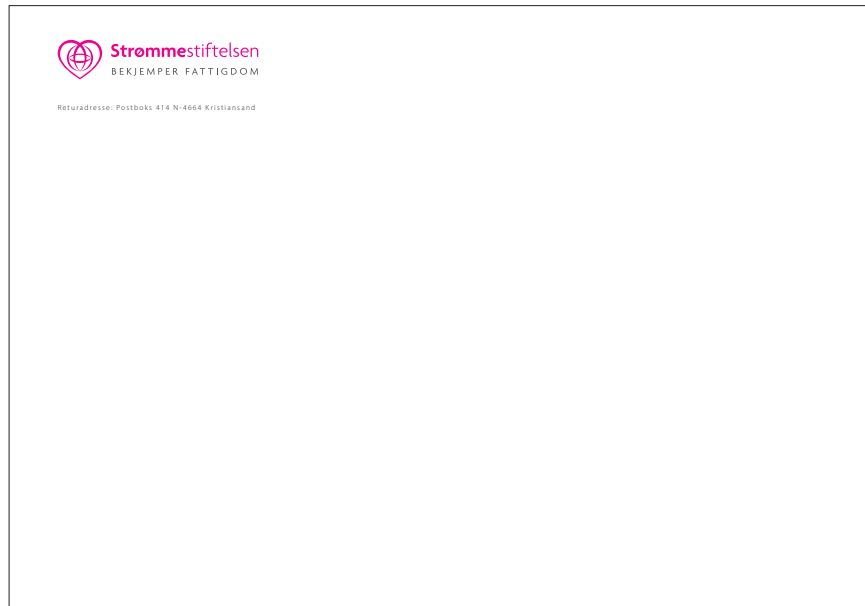 Strømmestiftelsen
BEKJEMPER FATTIGDOM
Returadresse: Postboks 414 N-4664 Kristiansand